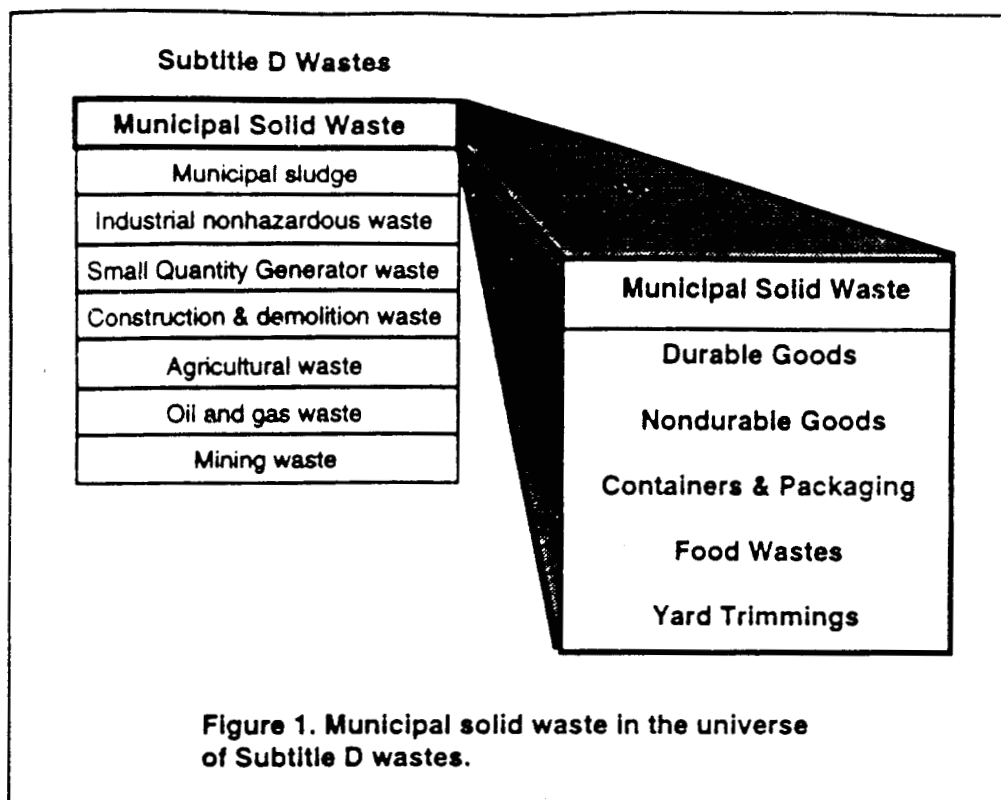 Subtitle D Wastes
Municipal Solid Waste
Municipal sludge
Industrial nonhazardous waste
Small Quantity Generator waste
Construction & demolition waste
Agricultural waste
Oil and gas waste
Mining waste
Municipal Solid Waste
Durable Goods
Nondurable Goods
Containers & Packaging
Food Wastes
Yard Trimmings
Figure 1. Municipal solid waste in the universe
of Subtitle D wastes.